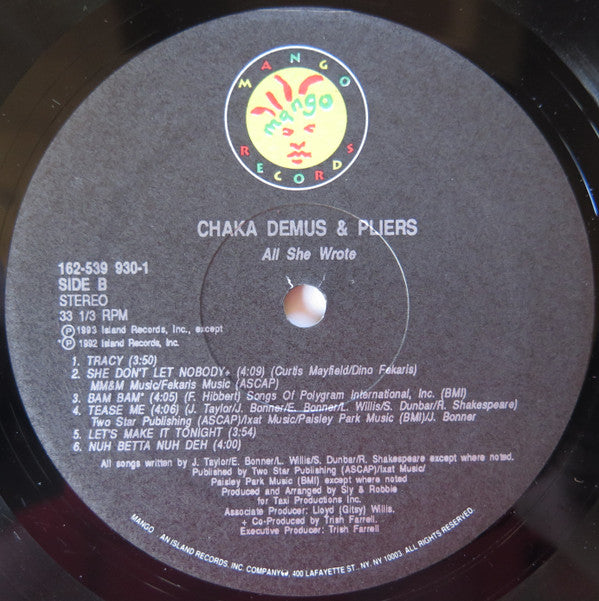 MANGO
mango
RECORDS
CHAKA DEMUS & PLIERS
All She Wrote
162-539 930-1
SIDE B
STEREO
33 1/3 RPM
Ⓟ1993 Island Records, Inc., except
*Ⓟ1992 Island Records, Inc.
1. TRACY (3:50)
2. SHE DON'T LET NOBODY+ (4:09) (Curtis Mayfield/Dino Fekaris)
MM&M Music/Fekaris Music (ASCAP)
3. BAM BAM* (4:05) (F. Hibbert) Songs Of Polygram International, Inc. (BMI)
4. TEASE ME (4:06) (J. Taylor/J. Bonner/E. Bonner/L. Willis/S. Dunbar/R. Shakespeare)
Two Star Publishing (ASCAP)/Ixat Music/Paisley Park Music (BMI)/J. Bonner
5. LET'S MAKE IT TONIGHT (3:54)
6. NUH BETTA NUH DEH (4:00)
All songs written by J. Taylor/E. Bonner/L. Willis/S. Dunbar/R. Shakespeare except where noted.
Published by Two Star Publishing (ASCAP)/Ixat Music/
Paisley Park Music (BMI) except where noted
Produced and Arranged by Sly & Robbie
for Taxi Productions Inc.
Associate Producer: Lloyd (Gitsy) Willis.
+ Co-Produced by Trish Farrell.
Executive Producer: Trish Farrell
MANGO - AN ISLAND RECORDS, INC. COMPANY, 400 LAFAYETTE ST., NY, NY 10003. ALL RIGHTS RESERVED.